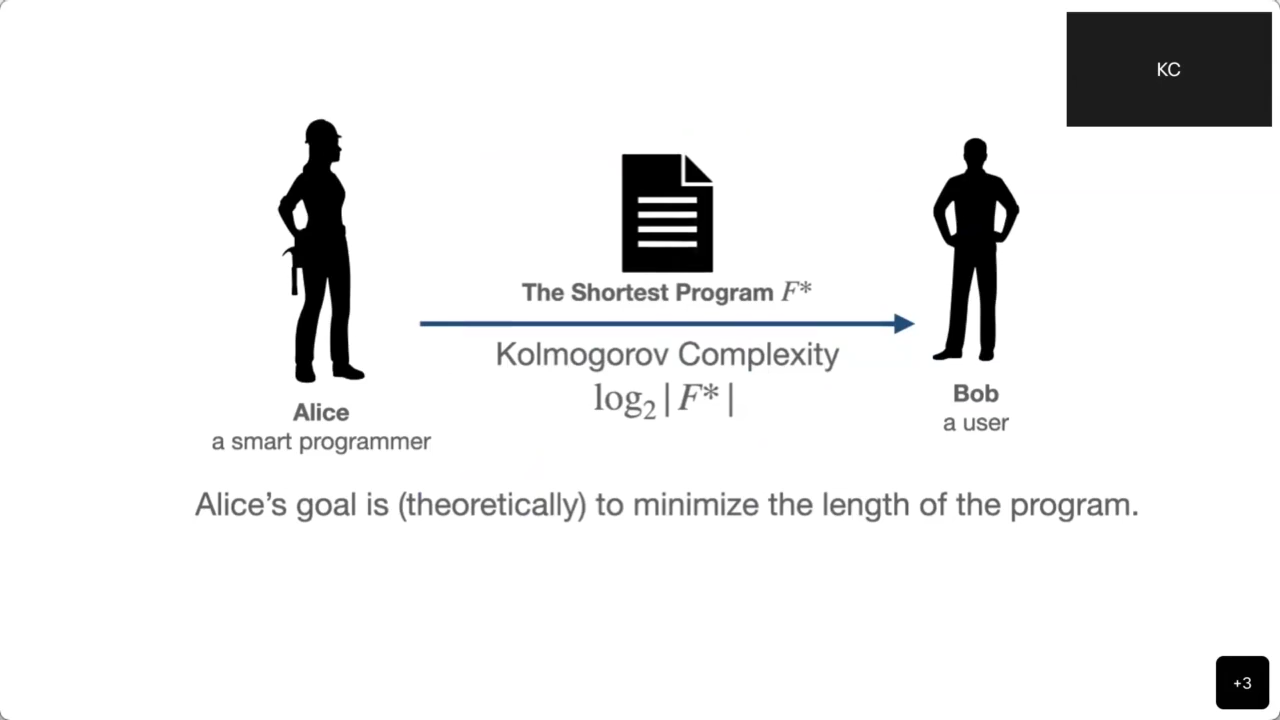 KC
The Shortest Program F*
Kolmogorov Complexity
log₂|F*|
Alice
a smart programmer
Bob
a user
Alice’s goal is (theoretically) to minimize the length of the program.
+3